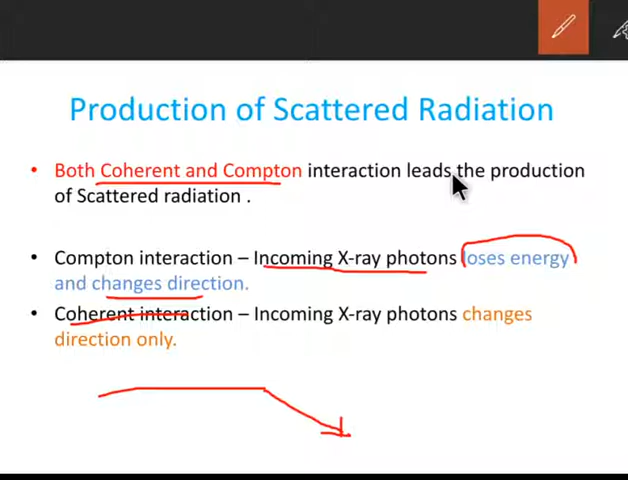 Production of Scattered Radiation
• Both Coherent and Compton interaction leads the production
of Scattered radiation .
• Compton interaction – Incoming X-ray photons loses energy
and changes direction.
• Coherent interaction – Incoming X-ray photons changes
direction only.